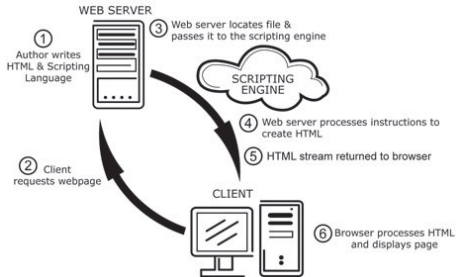 WEB SERVER
①
Author writes
HTML & Scripting
Language
③ Web server locates file &
passes it to the scripting engine
SCRIPTING
ENGINE
④ Web server processes instructions to
create HTML
⑤ HTML stream returned to browser
② Client
requests webpage
CLIENT
⑥ Browser processes HTML
and displays page